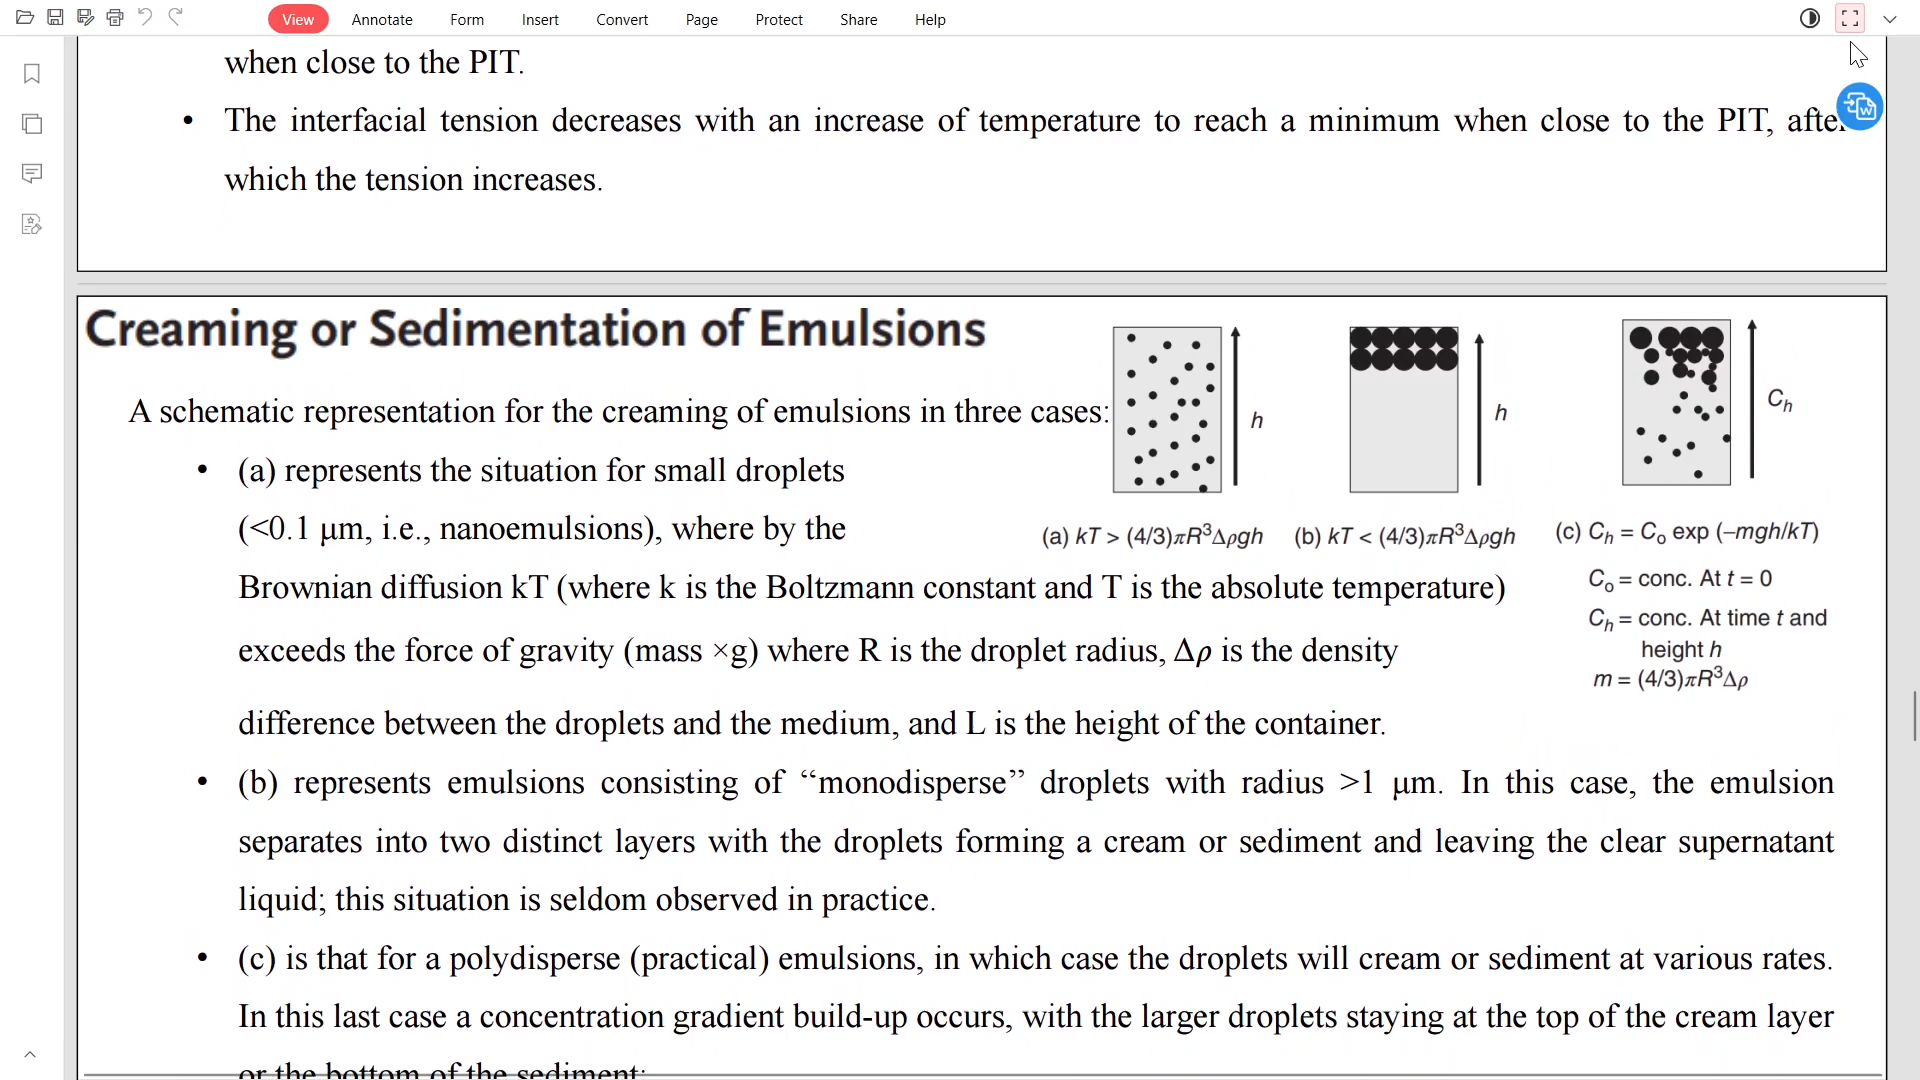 View Annotate Form Insert Convert Page Protect Share Help
when close to the PIT.
• The interfacial tension decreases with an increase of temperature to reach a minimum when close to the PIT, after
which the tension increases.
Creaming or Sedimentation of Emulsions
A schematic representation for the creaming of emulsions in three cases:
• (a) represents the situation for small droplets
(<0.1 μm, i.e., nanoemulsions), where by the
Brownian diffusion kT (where k is the Boltzmann constant and T is the absolute temperature)
exceeds the force of gravity (mass ×g) where R is the droplet radius, Δρ is the density
difference between the droplets and the medium, and L is the height of the container.
h
h
Cₕ
(a) kT > (4/3)πR³Δρgh
(b) kT < (4/3)πR³Δρgh
(c) Cₕ = Cₒ exp (–mgh/kT)
Cₒ = conc. At t = 0
Cₕ = conc. At time t and
height h
m = (4/3)πR³Δρ
• (b) represents emulsions consisting of ‘‘monodisperse’’ droplets with radius >1 μm. In this case, the emulsion
separates into two distinct layers with the droplets forming a cream or sediment and leaving the clear supernatant
liquid; this situation is seldom observed in practice.
• (c) is that for a polydisperse (practical) emulsions, in which case the droplets will cream or sediment at various rates.
In this last case a concentration gradient build-up occurs, with the larger droplets staying at the top of the cream layer
or the bottom of the sediment: